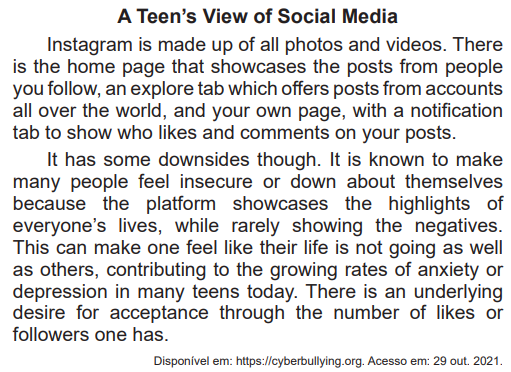 A Teen's View of Social Media
Instagram is made up of all photos and videos. There
is the home page that showcases the posts from people
you follow, an explore tab which offers posts from accounts
all over the world, and your own page, with a notification
tab to show who likes and comments on your posts.
It has some downsides though. It is known to make
many people feel insecure or down about themselves
because the platform showcases the highlights of
everyone's lives, while rarely showing the negatives.
This can make one feel like their life is not going as well
as others, contributing to the growing rates of anxiety or
depression in many teens today. There is an underlying
desire for acceptance through the number of likes or
followers one has.
Disponível em: https://cyberbullying.org. Acesso em: 29 out. 2021.